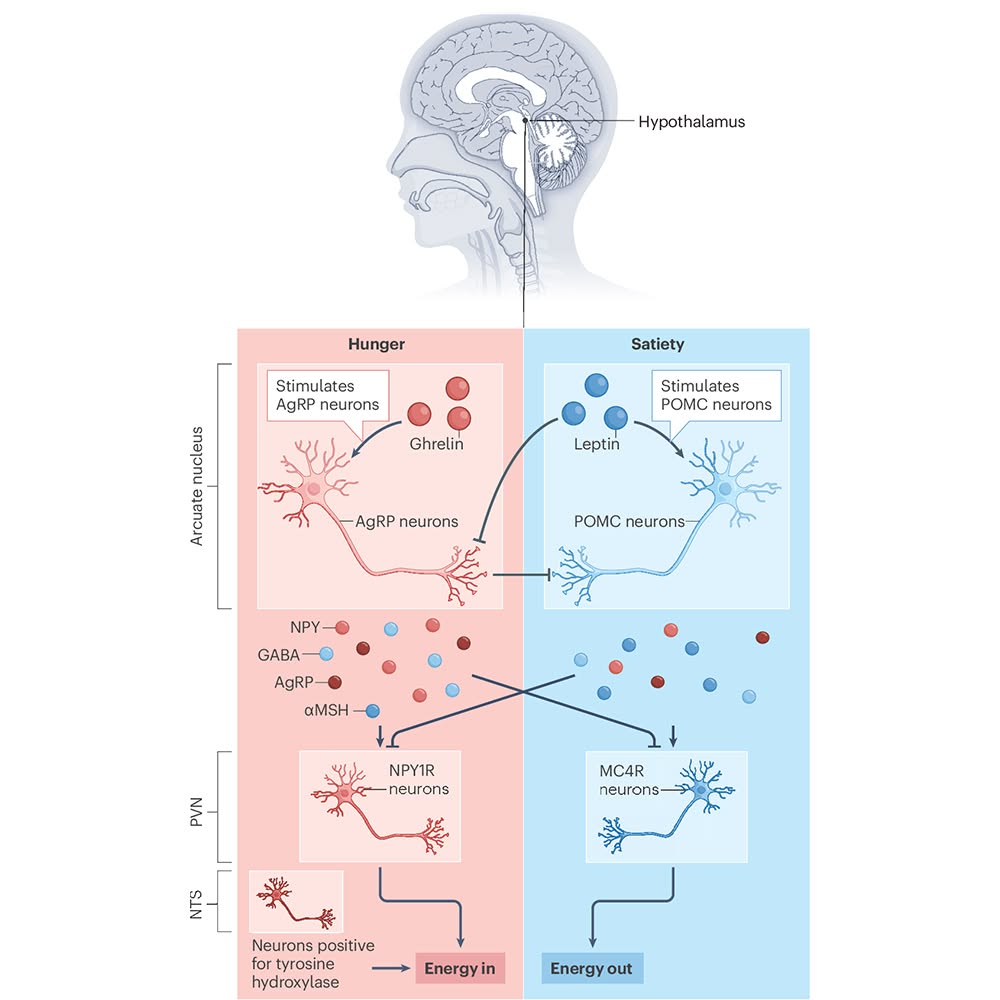 Hypothalamus
Hunger
Satiety
Arcuate nucleus
Stimulates
AgRP neurons
Ghrelin
AgRP neurons
Stimulates
POMC neurons
Leptin
POMC neurons
NPY
GABA
AgRP
αMSH
PVN
NPY1R
neurons
MC4R
neurons
NTS
Neurons positive
for tyrosine
hydroxylase
Energy in
Energy out